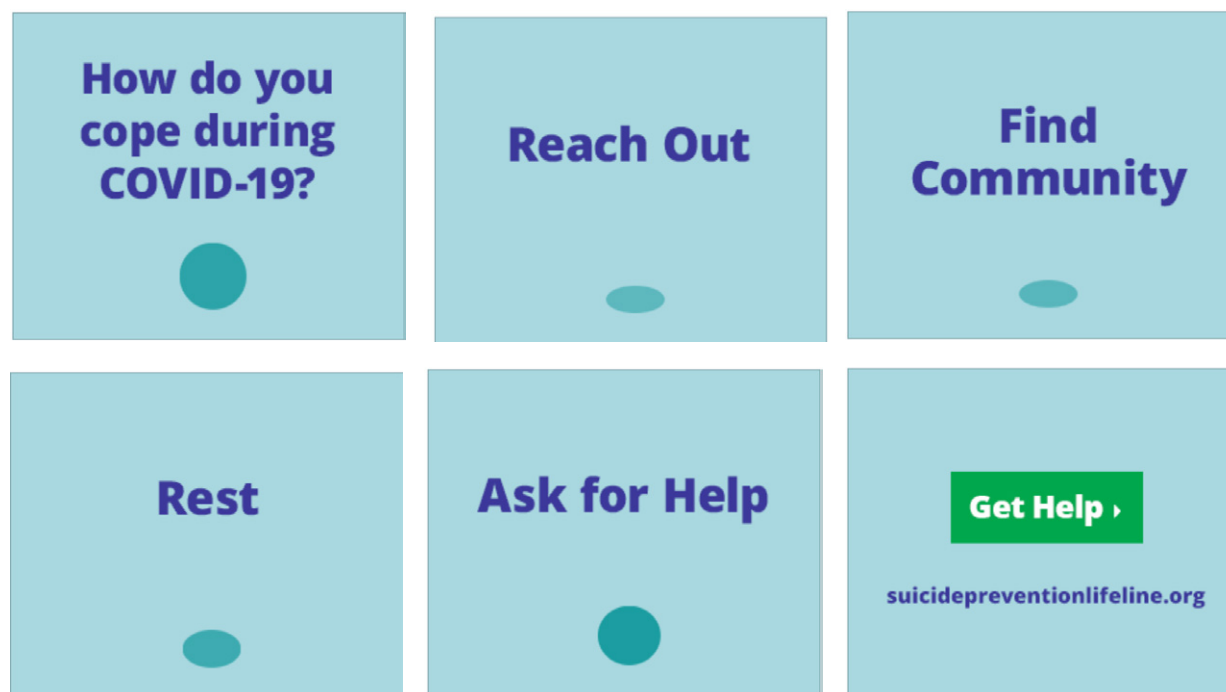 How do you
cope during
COVID-19?
Reach Out
Find
Community
Rest
Ask for Help
Get Help
suicidepreventionlifeline.org